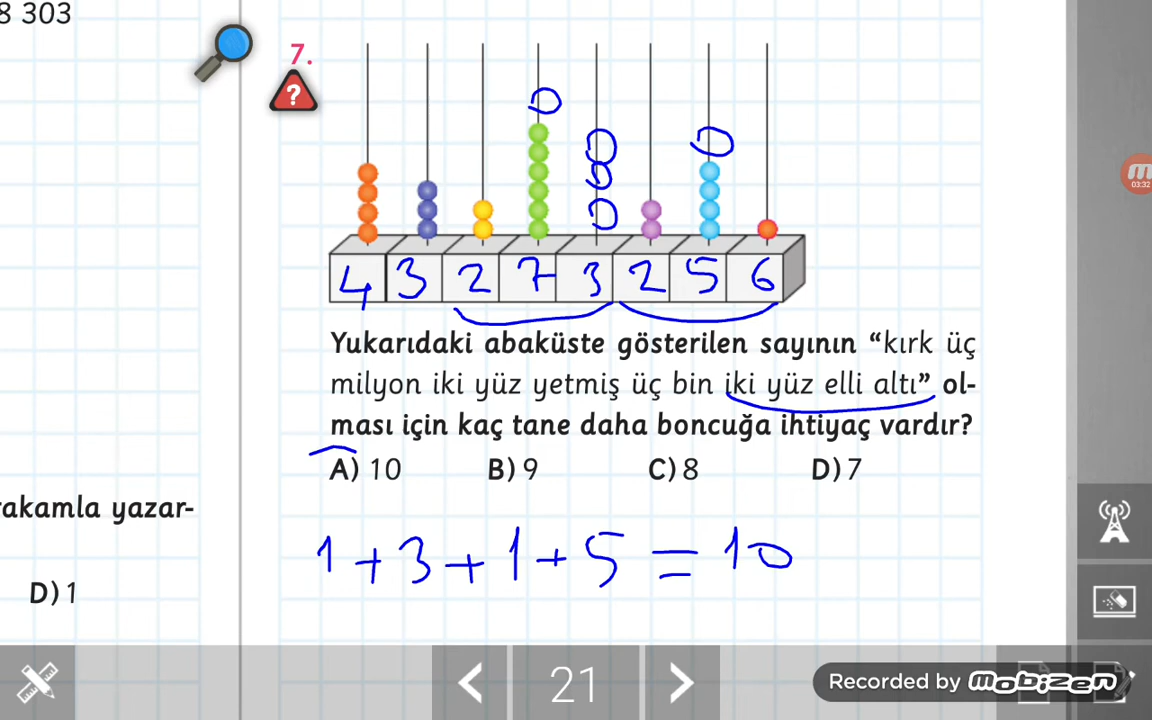 8 303
7.
?
4 3 2 7 3 2 5 6
Yukarıdaki abaküste gösterilen sayının “kırk üç
milyon iki yüz yetmiş üç bin iki yüz elli altı” ol-
ması için kaç tane daha boncuğa ihtiyaç vardır?
A) 10 B) 9 C) 8 D) 7
1 + 3 + 1 + 5 = 10
rakamla yazar-
D) 1
03:32
21
Recorded by mobizen